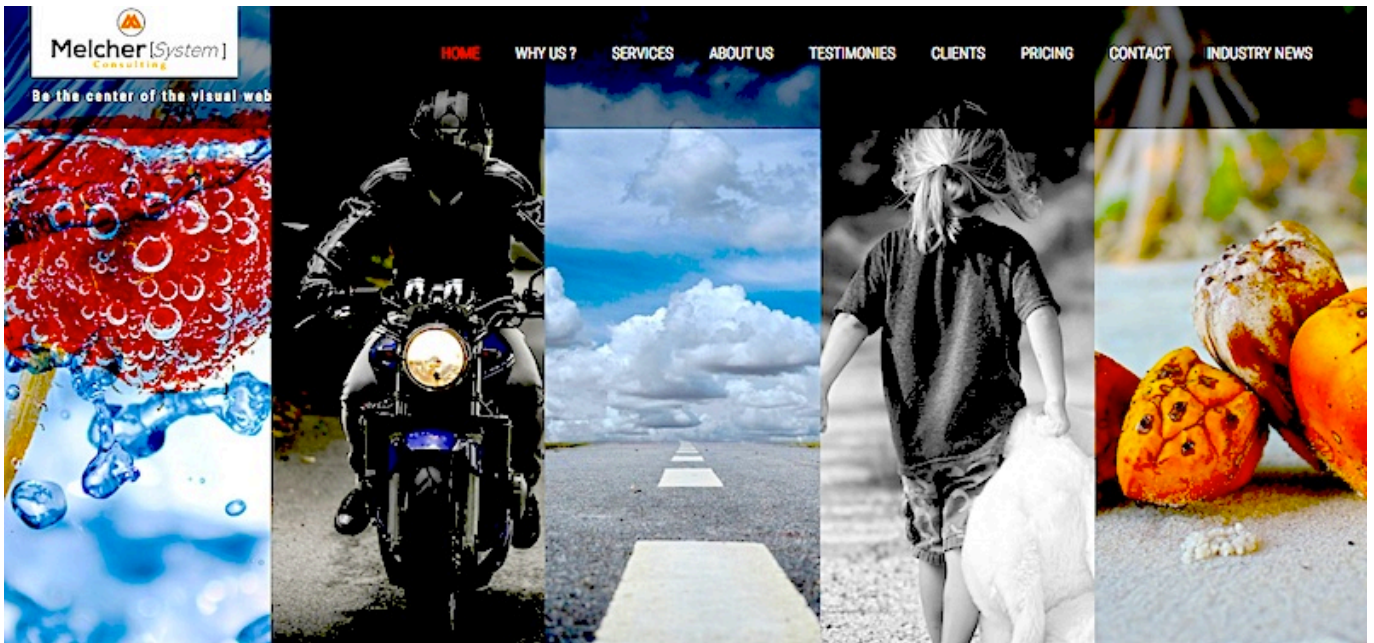 Melcher [System]
Consulting
Be the center of the visual web
HOME WHY US ? SERVICES ABOUT US TESTIMONIES CLIENTS PRICING CONTACT INDUSTRY NEWS